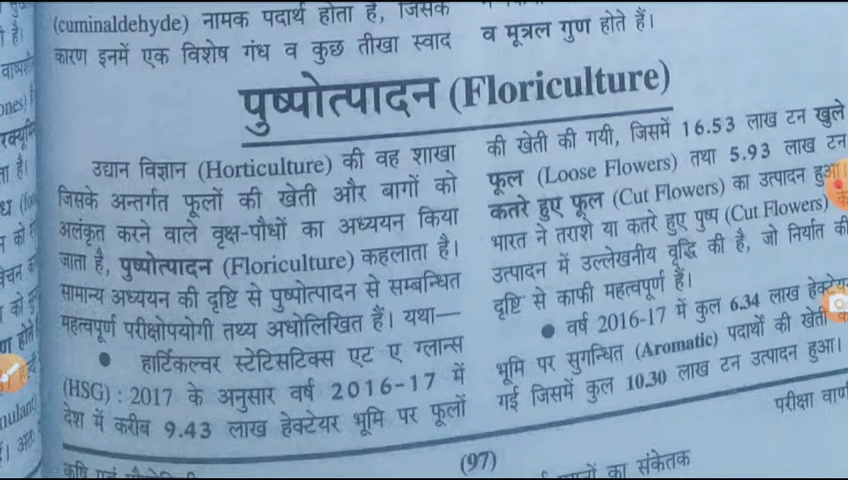 (cuminaldehyde) नामक पदार्थ होता है, जिसके
कारण इनमें एक विशेष गंध व कुछ तीखा स्वाद
व मूत्रल गुण होते हैं।
पुष्पोत्पादन (Floriculture)
उद्यान विज्ञान (Horticulture) की वह शाखा
जिसके अन्तर्गत फूलों की खेती और बागों को
अलंकृत करने वाले वृक्ष-पौधों का अध्ययन किया
जाता है, पुष्पोत्पादन (Floriculture) कहलाता है।
सामान्य अध्ययन की दृष्टि से पुष्पोत्पादन से सम्बन्धित
महत्वपूर्ण परीक्षोपयोगी तथ्य अधोलिखित हैं। यथा—
● हार्टिकल्चर स्टेटिसटिक्स एट ए ग्लान्स
(HSG) : 2017 के अनुसार वर्ष 2016-17 में
देश में करीब 9.43 लाख हेक्टेयर भूमि पर फूलों
की खेती की गयी, जिसमें 16.53 लाख टन खुले
फूल (Loose Flowers) तथा 5.93 लाख टन
कतरे हुए फूल (Cut Flowers) का उत्पादन हुआ।
भारत ने तराशे या कतरे हुए पुष्प (Cut Flowers) के
उत्पादन में उल्लेखनीय वृद्धि की है, जो निर्यात की
दृष्टि से काफी महत्वपूर्ण हैं।
● वर्ष 2016-17 में कुल 6.34 लाख हेक्टेयर
भूमि पर सुगन्धित (Aromatic) पदार्थों की खेती
गई जिसमें कुल 10.30 लाख टन उत्पादन हुआ।
परीक्षा वाणी
(97)
का संकेतक